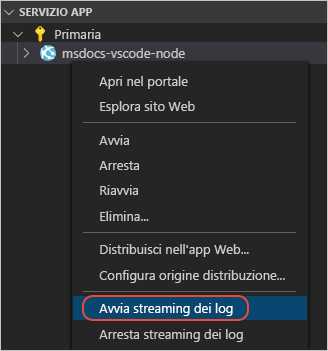 SERVIZIO APP
Primaria
msdocs-vscode-node
Apri nel portale
Esplora sito Web
Avvia
Arresta
Riavvia
Elimina...
Distribuisci nell'app Web...
Configura origine distribuzione...
Avvia streaming dei log
Arresta streaming dei log